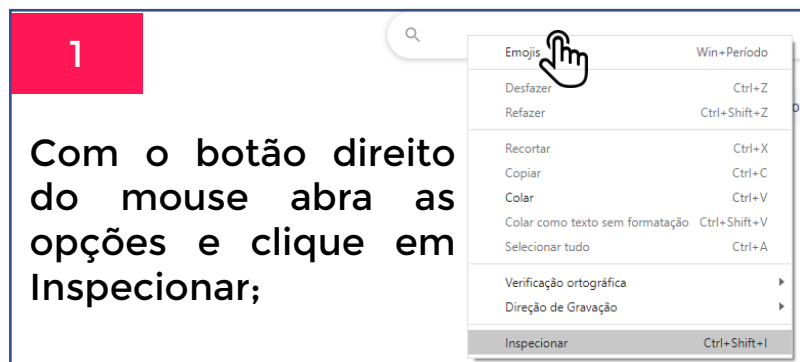 1
Com o botão direito
do mouse abra as
opções e clique em
Inspecionar;
Emojis Win+Período
Desfazer Ctrl+Z
Refazer Ctrl+Shift+Z
Recortar Ctrl+X
Copiar Ctrl+C
Colar Ctrl+V
Colar como texto sem formatação Ctrl+Shift+V
Selecionar tudo Ctrl+A
Verificação ortográfica
Direção de Gravação
Inspecionar Ctrl+Shift+I